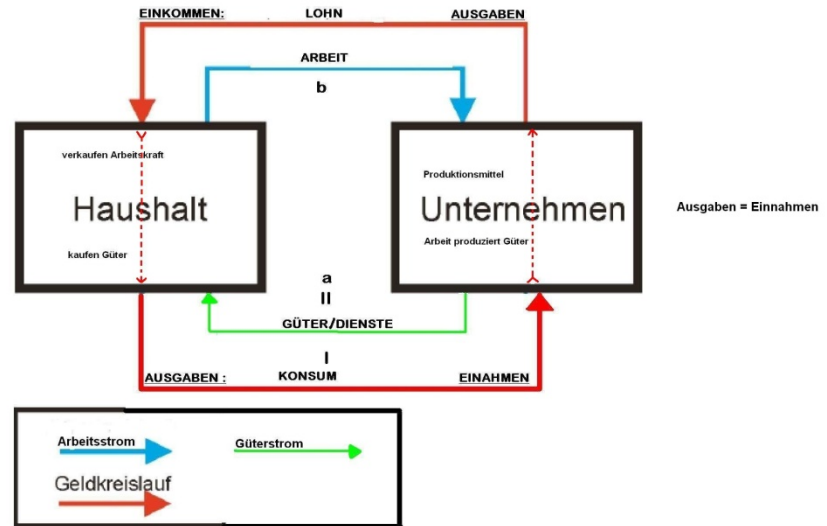 EINKOMMEN: LOHN AUSGABEN
ARBEIT
b
verkaufen Arbeitskraft
Haushalt
kaufen Güter
Produktionsmittel
Unternehmen
Arbeit produziert Güter
Ausgaben = Einnahmen
a
II
GÜTER/DIENSTE
I
AUSGABEN : KONSUM EINAHMEN
Arbeitsstrom
Güterstrom
Geldkreislauf